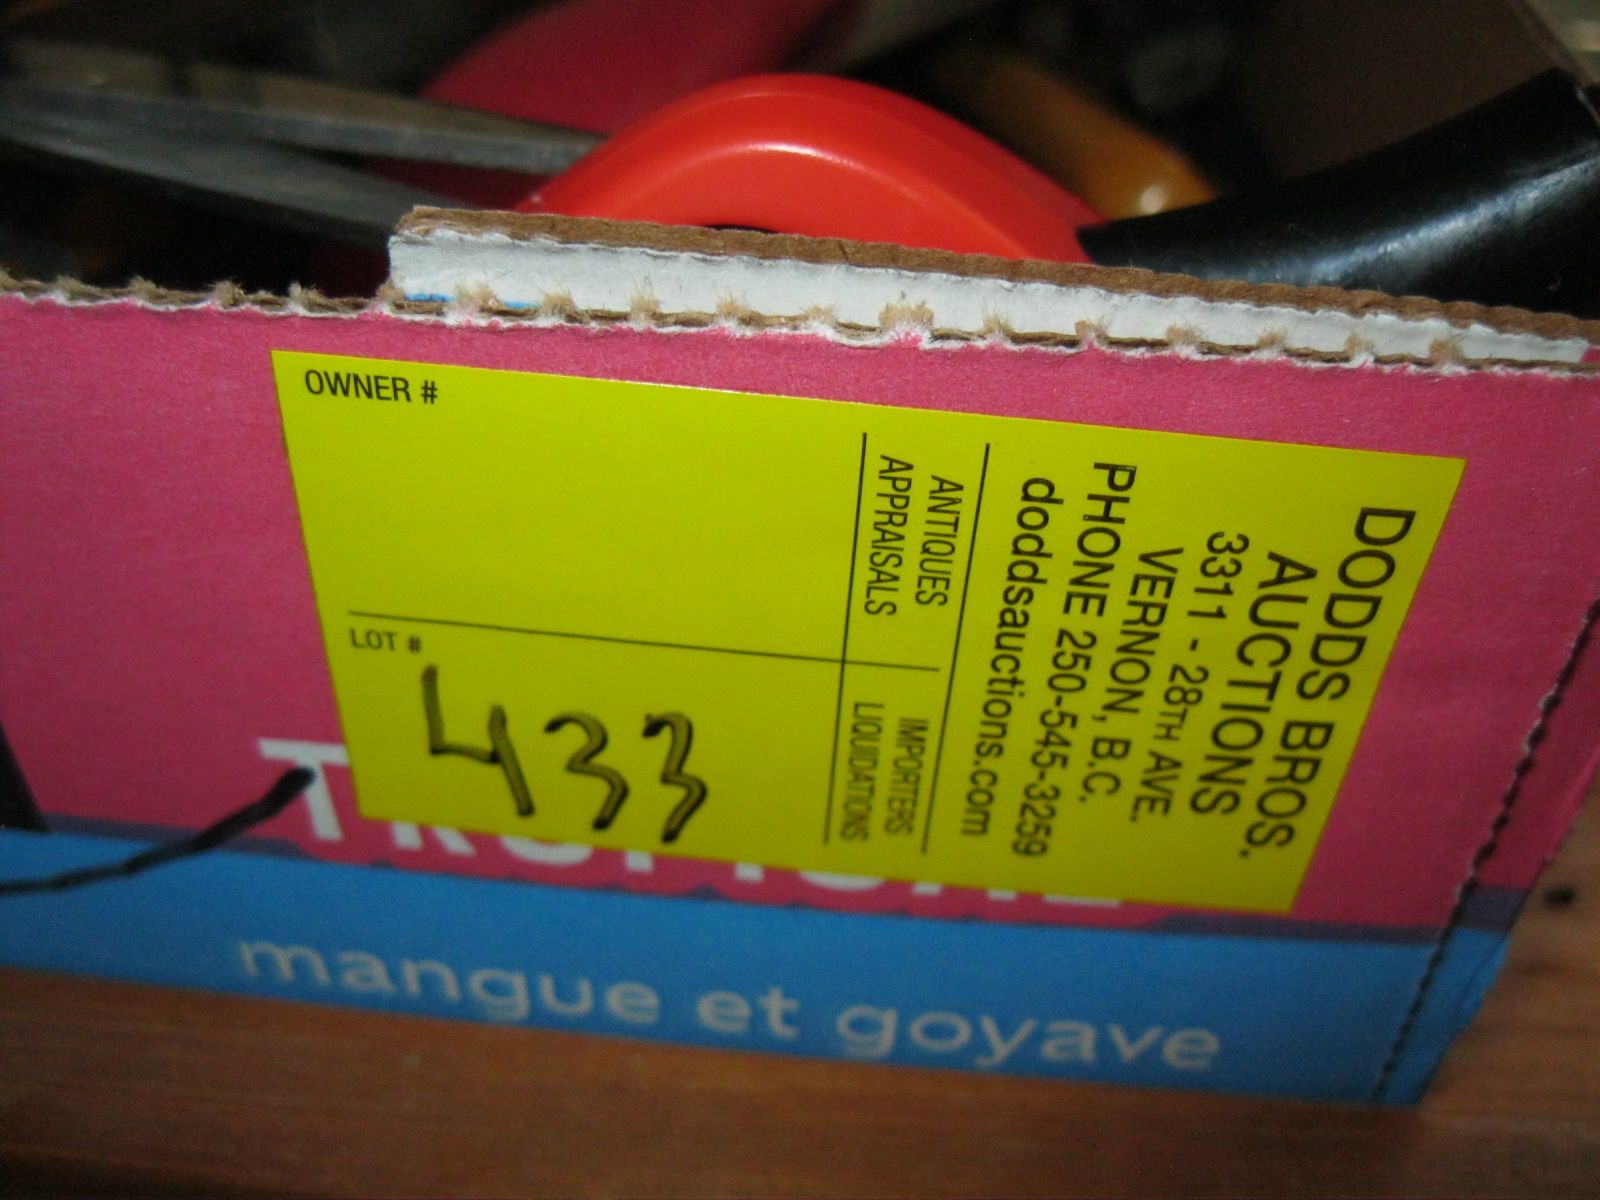 OWNER #
LOT #
433
DODDS BROS.
AUCTIONS
3311 - 28TH AVE.
VERNON, B.C.
PHONE 250-545-3259
doddsauctions.com
ANTIQUES IMPORTERS
APPRAISALS LIQUIDATIONS
TROPICAL
mangue et goyave